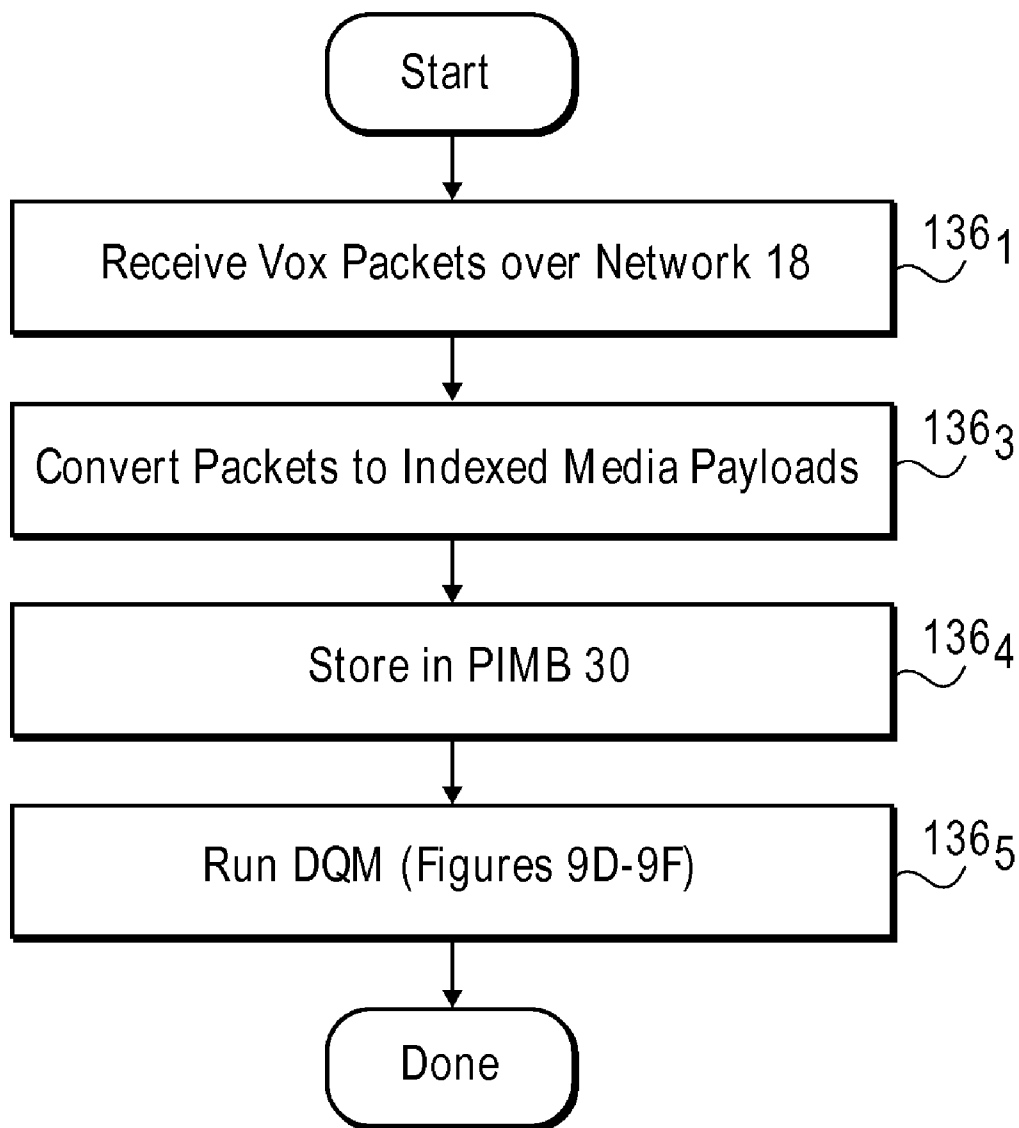 Start
Receive Vox Packets over Network 18
136₁
Convert Packets to Indexed Media Payloads
136₃
Store in PIMB 30
136₄
Run DQM (Figures 9D-9F)
136₅
Done